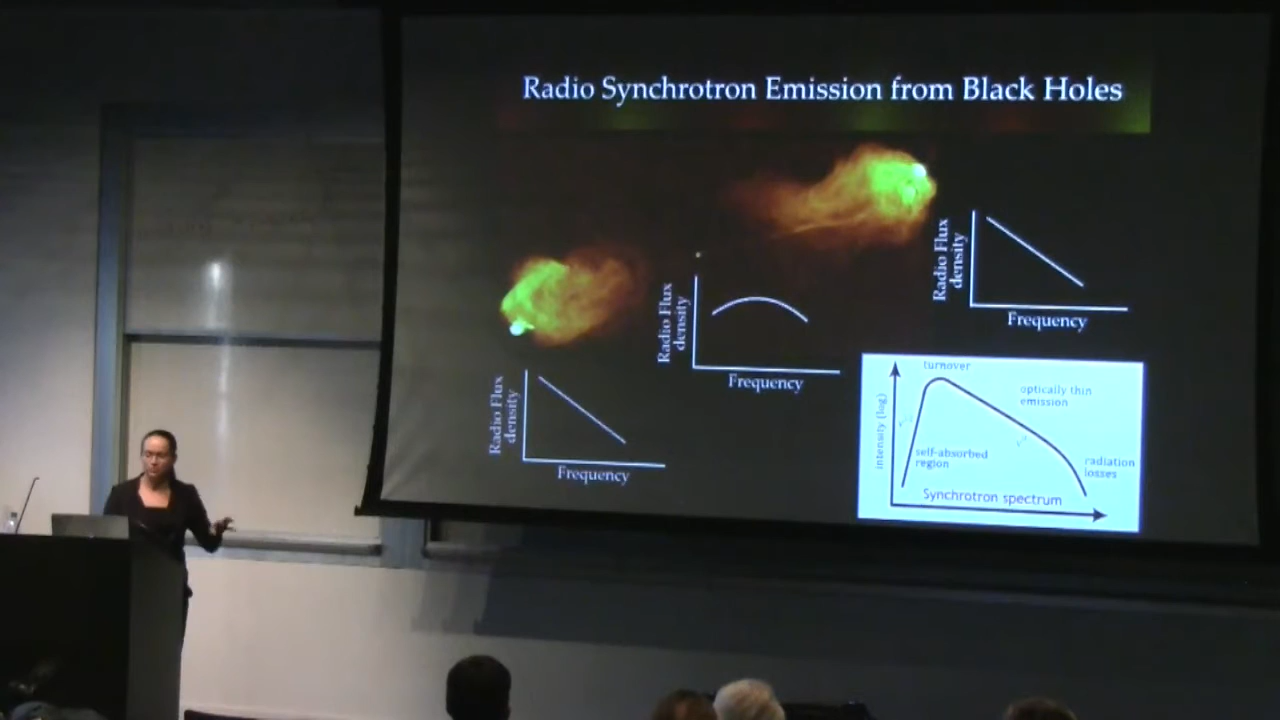 Radio Synchrotron Emission from Black Holes
Radio Flux
density
Frequency
Radio Flux
density
Frequency
Radio Flux
density
Frequency
turnover
optically thin
emission
intensity (log)
self-absorbed
region
radiation
losses
Synchrotron spectrum